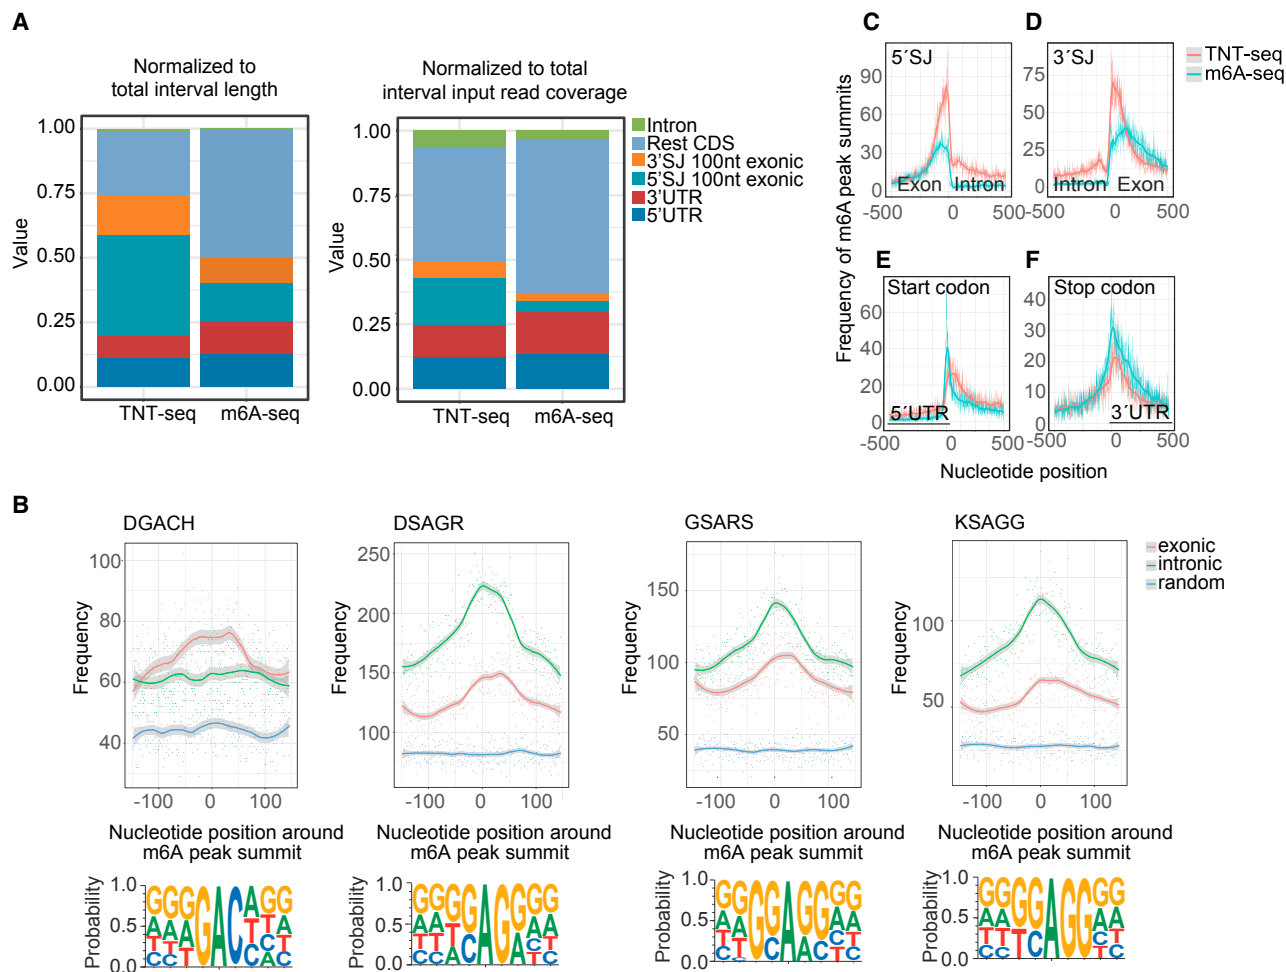 A
Normalized to
total interval length
Normalized to total
interval input read coverage
Value
1.00
0.75
0.50
0.25
0.00
TNT-seq
m6A-seq
Value
1.00
0.75
0.50
0.25
0.00
TNT-seq
m6A-seq
Intron
Rest CDS
3'SJ 100nt exonic
5'SJ 100nt exonic
3'UTR
5'UTR
Frequency of m6A peak summits
C
5´SJ
90
60
30
0
Exon
Intron
-500
0
500
D
3´SJ
75
50
25
0
Intron
Exon
-500
0
500
TNT-seq
m6A-seq
E
Start codon
60
40
20
0
5´UTR
-500
0
500
F
Stop codon
40
30
20
10
0
3´UTR
-500
0
500
Nucleotide position
B
DGACH
Frequency
100
80
60
40
-100
0
100
Nucleotide position around
m6A peak summit
Probability
1.0
0.5
0.0
DSAGR
Frequency
250
200
150
100
-100
0
100
Nucleotide position around
m6A peak summit
Probability
1.0
0.5
0.0
GSARS
Frequency
150
100
50
-100
0
100
Nucleotide position around
m6A peak summit
Probability
1.0
0.5
0.0
KSAGG
Frequency
100
50
-100
0
100
Nucleotide position around
m6A peak summit
Probability
1.0
0.5
0.0
exonic
intronic
random